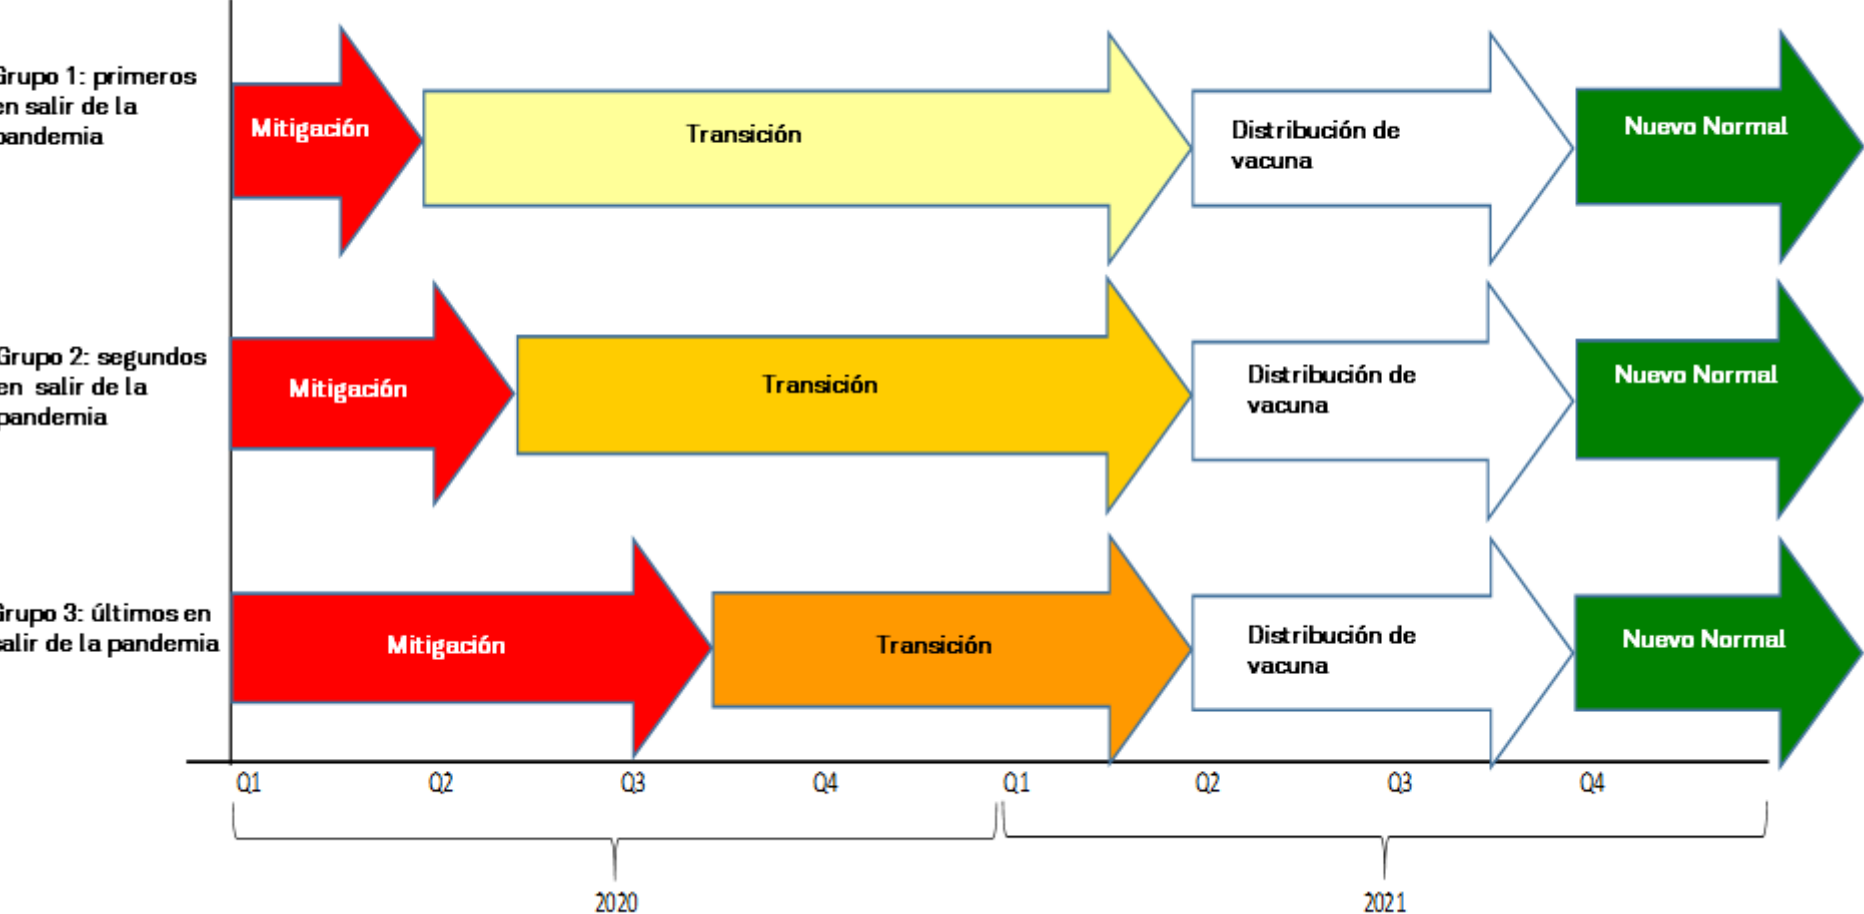 Grupo 1: primeros
en salir de la
pandemia
Mitigación
Transición
Distribución de
vacuna
Nuevo Normal
Grupo 2: segundos
en salir de la
pandemia
Mitigación
Transición
Distribución de
vacuna
Nuevo Normal
Grupo 3: últimos en
salir de la pandemia
Mitigación
Transición
Distribución de
vacuna
Nuevo Normal
Q1 Q2 Q3 Q4 Q1 Q2 Q3 Q4
2020 2021